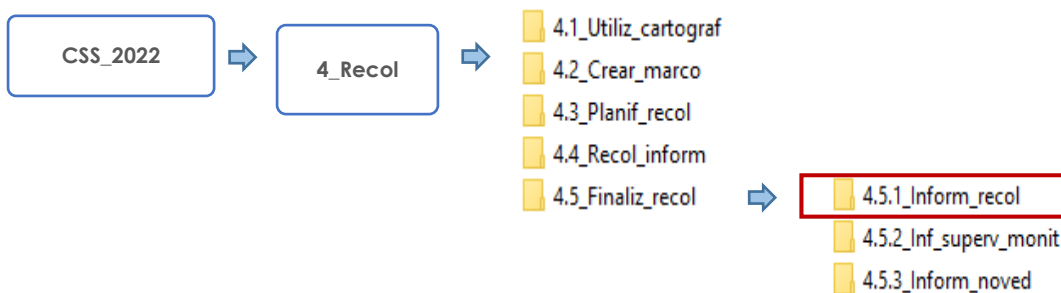 CSS_2022
4_Recol
4.1_Utiliz_cartograf
4.2_Crear_marco
4.3_Planif_recol
4.4_Recol_inform
4.5_Finaliz_recol
4.5.1_Inform_recol
4.5.2_Inf_superv_monit
4.5.3_Inform_noved